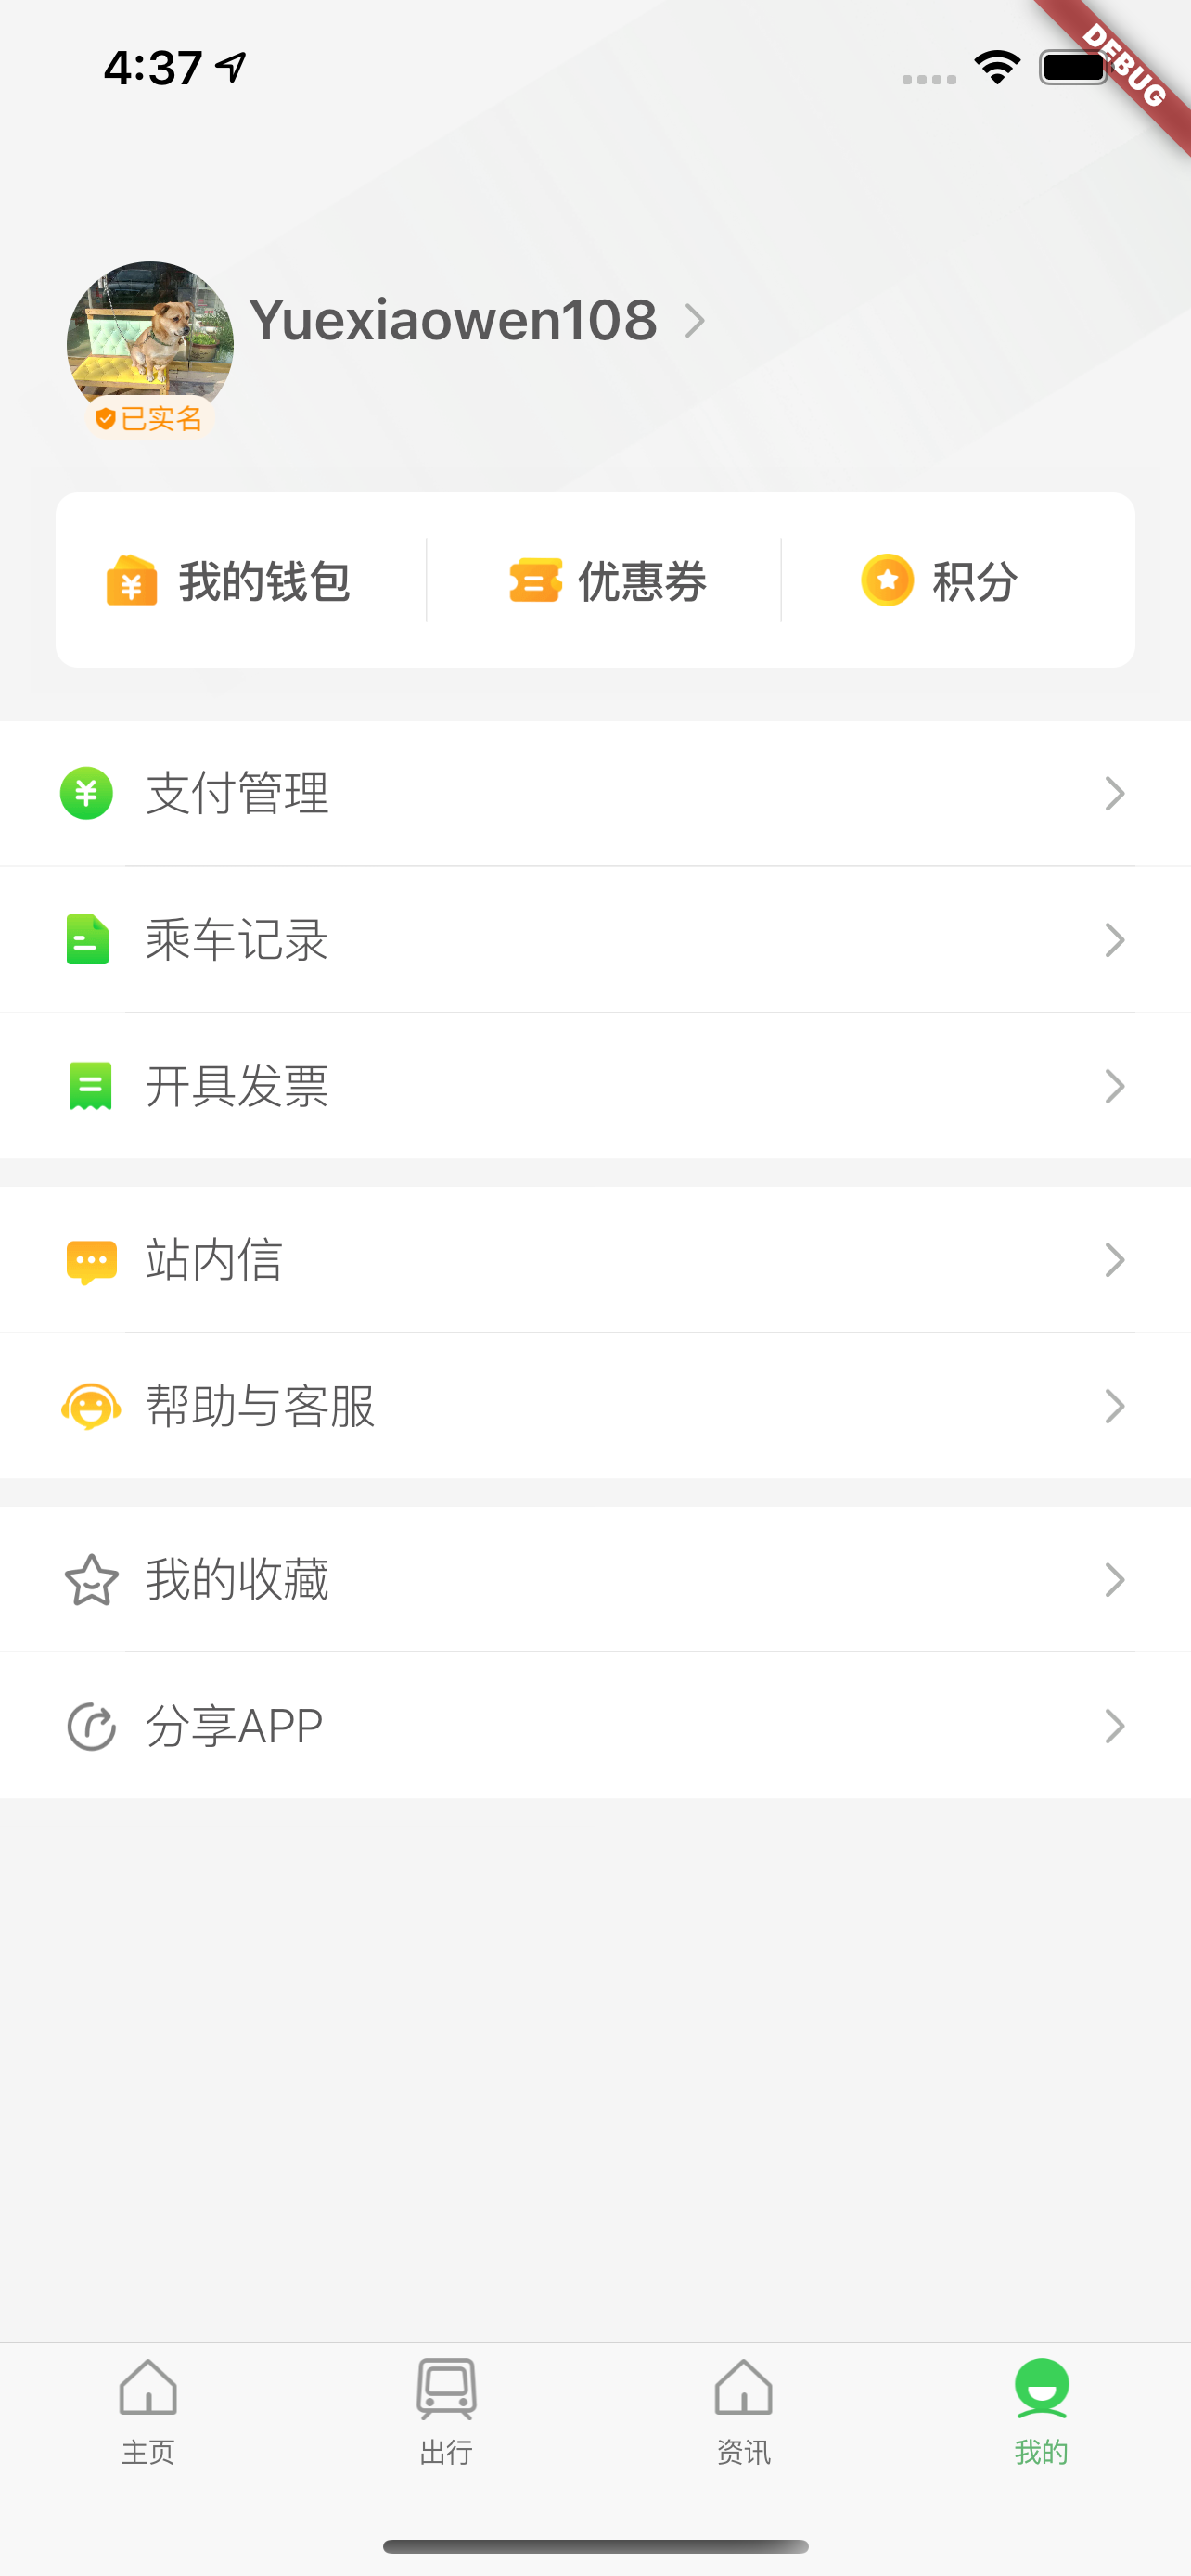 4:37
DEBUG
Yuexiaowen108
已实名
我的钱包 优惠券 积分
支付管理
乘车记录
开具发票
站内信
帮助与客服
我的收藏
分享APP
主页 出行 资讯 我的